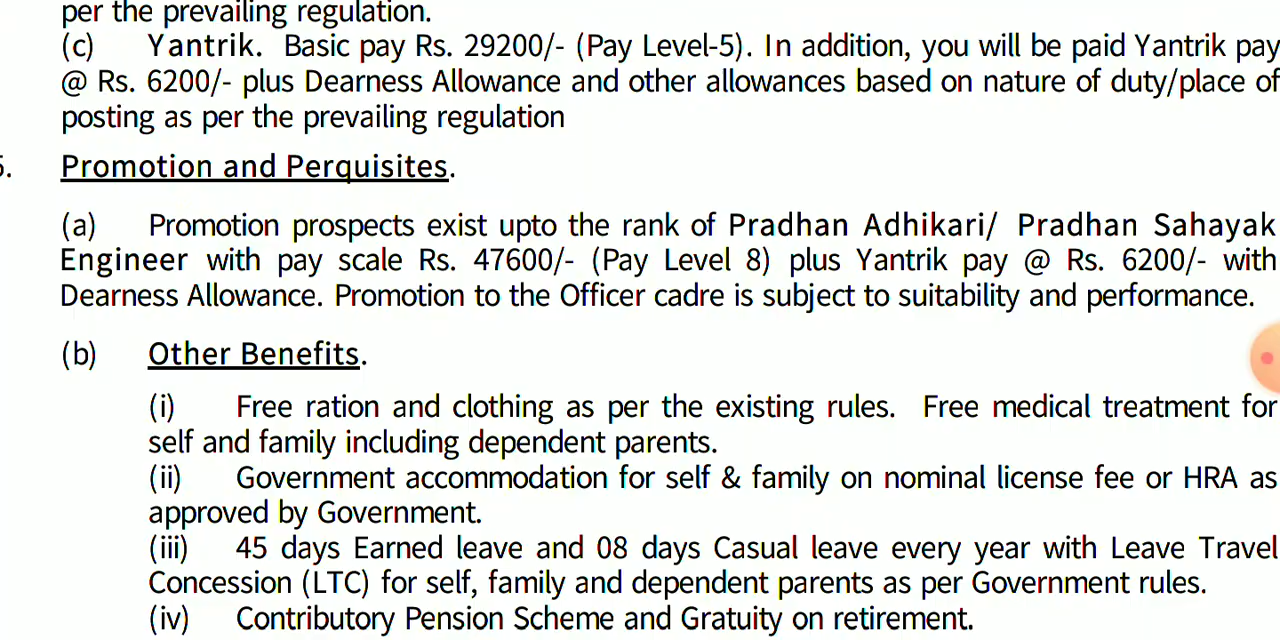 per the prevailing regulation.
(c) Yantrik. Basic pay Rs. 29200/- (Pay Level-5). In addition, you will be paid Yantrik pay
@ Rs. 6200/- plus Dearness Allowance and other allowances based on nature of duty/place of
posting as per the prevailing regulation
5. Promotion and Perquisites.
(a) Promotion prospects exist upto the rank of Pradhan Adhikari/ Pradhan Sahayak
Engineer with pay scale Rs. 47600/- (Pay Level 8) plus Yantrik pay @ Rs. 6200/- with
Dearness Allowance. Promotion to the Officer cadre is subject to suitability and performance.
(b) Other Benefits.
(i) Free ration and clothing as per the existing rules. Free medical treatment for
self and family including dependent parents.
(ii) Government accommodation for self & family on nominal license fee or HRA as
approved by Government.
(iii) 45 days Earned leave and 08 days Casual leave every year with Leave Travel
Concession (LTC) for self, family and dependent parents as per Government rules.
(iv) Contributory Pension Scheme and Gratuity on retirement.